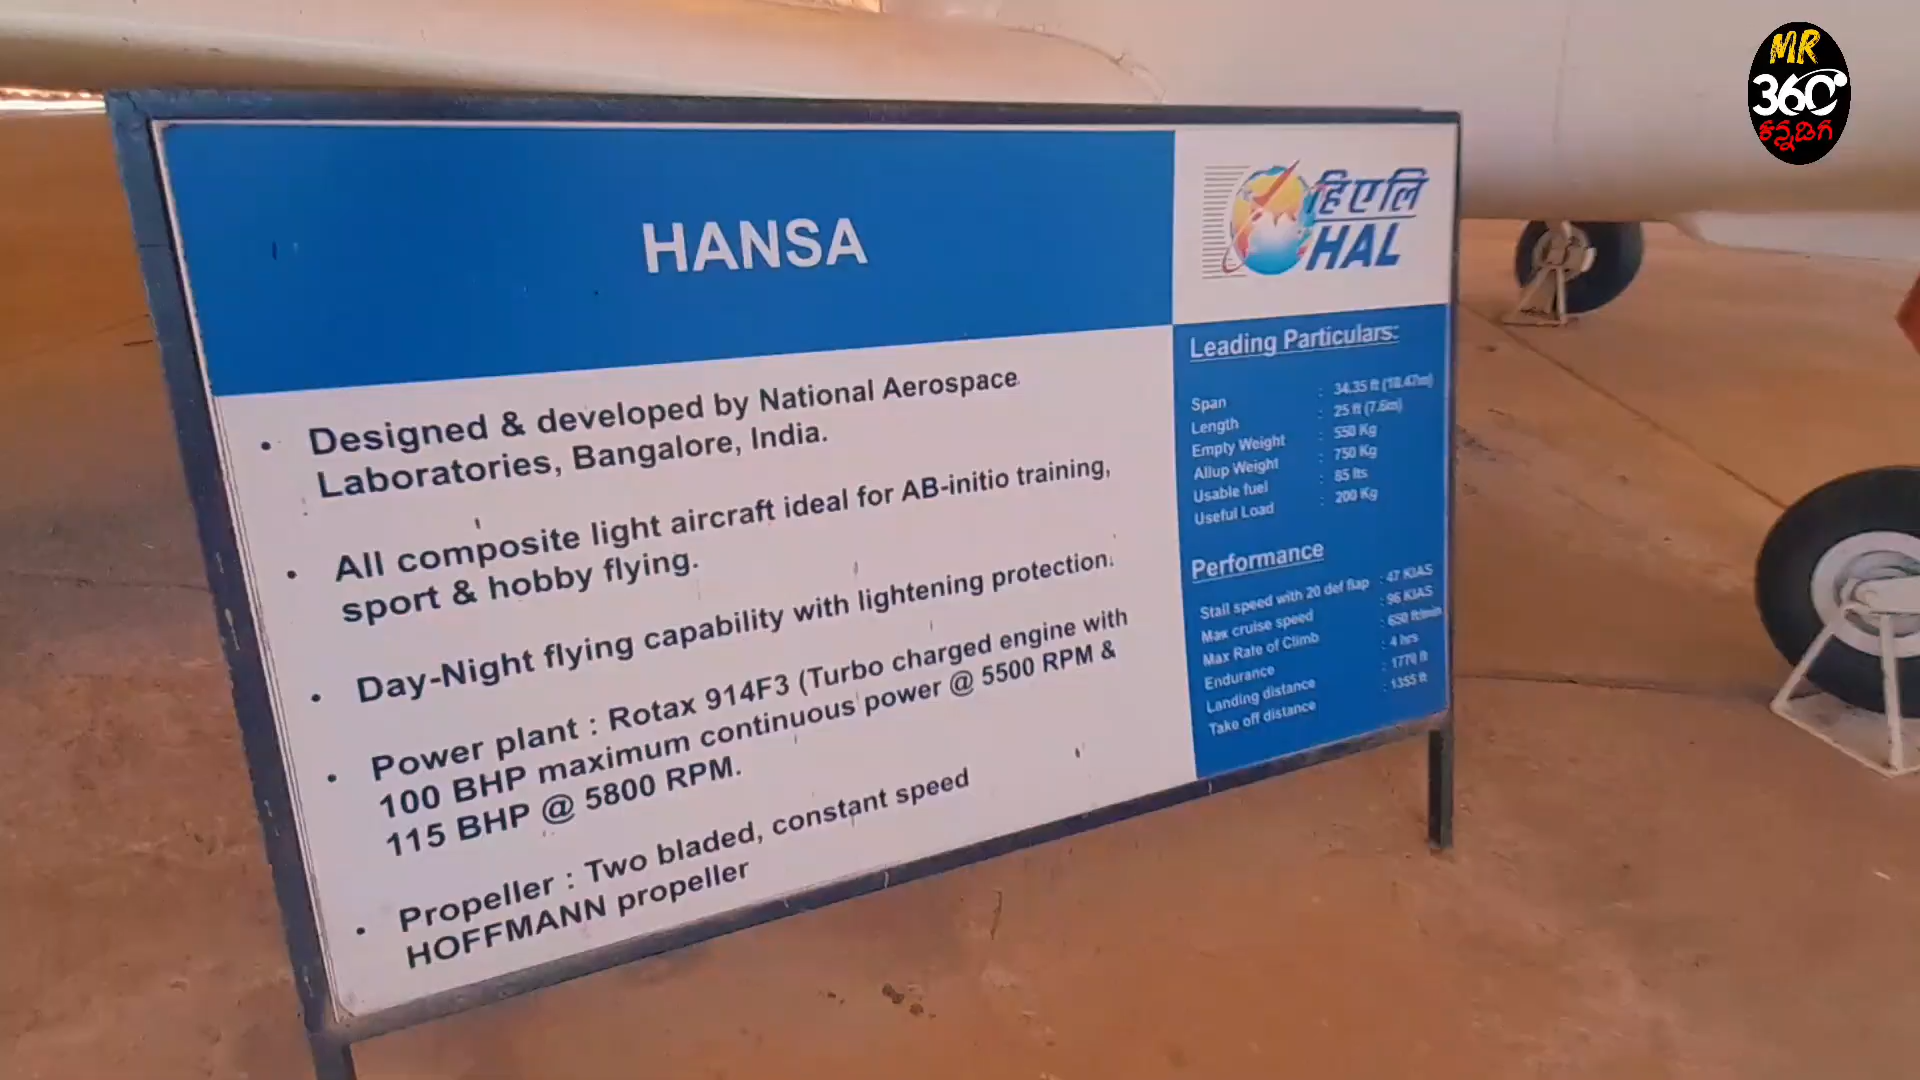 MR
360°
ಕನ್ನಡಿಗ
HANSA
हिएलि
HAL
• Designed & developed by National Aerospace
Laboratories, Bangalore, India.
• All composite light aircraft ideal for AB-initio training,
sport & hobby flying.
• Day-Night flying capability with lightening protection.
• Power plant : Rotax 914F3 (Turbo charged engine with
100 BHP maximum continuous power @ 5500 RPM &
115 BHP @ 5800 RPM.
• Propeller : Two bladed, constant speed
HOFFMANN propeller
Leading Particulars:
Span : 34.35 ft (10.47m)
Length : 25 ft (7.6m)
Empty Weight : 550 Kg
Allup Weight : 750 Kg
Usable fuel : 85 lts
Useful Load : 200 Kg
Performance
Stall speed with 20 def flap : 47 KIAS
Max cruise speed : 96 KIAS
Max Rate of Climb : 650 ft/min
Endurance : 4 hrs
Landing distance : 1770 ft
Take off distance : 1355 ft